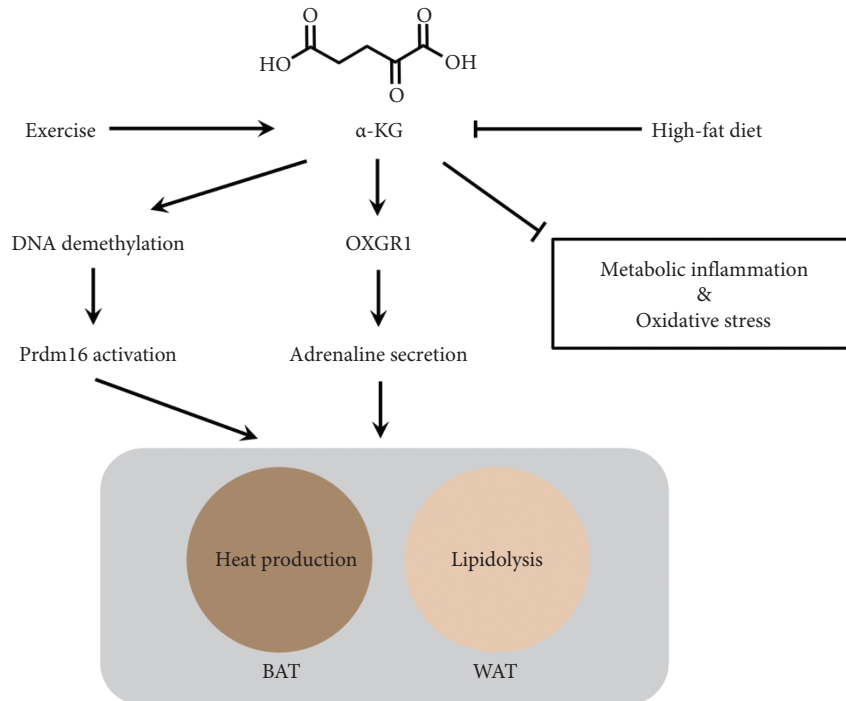 O
O
HO
OH
O
Exercise
α-KG
High-fat diet
DNA demethylation
OXGR1
Metabolic inflammation
&
Oxidative stress
Prdm16 activation
Adrenaline secretion
Heat production
Lipidolysis
BAT
WAT